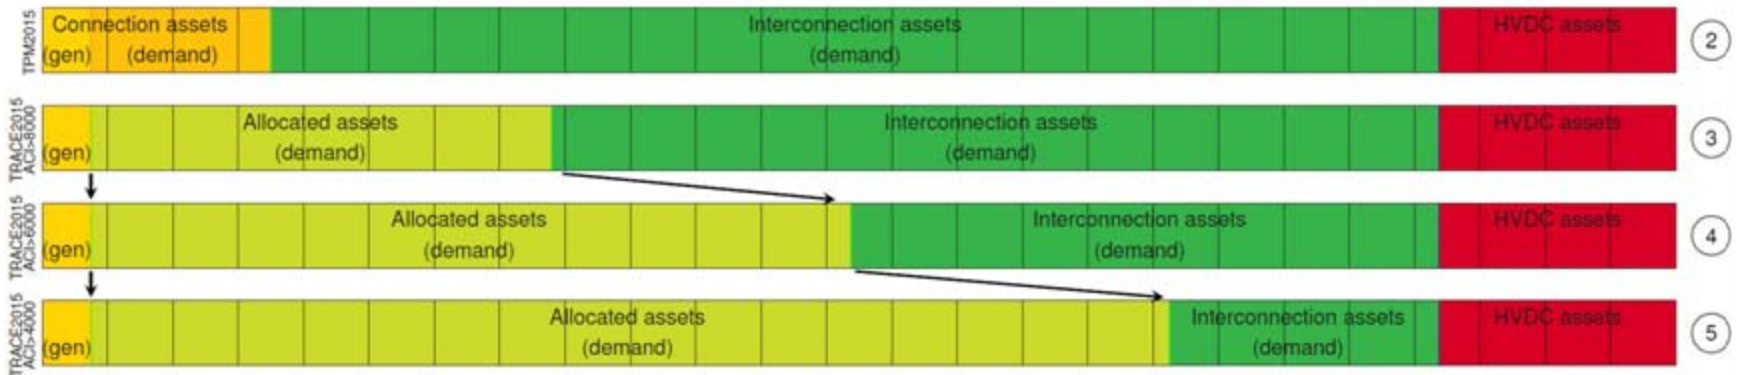 TPM2015
Connection assets
(gen) (demand)
Interconnection assets
(demand)
HVDC assets
2
TRACE2015
ACI>8000
(gen)
Allocated assets
(demand)
Interconnection assets
(demand)
HVDC assets
3
TRACE2015
ACI>6000
(gen)
Allocated assets
(demand)
Interconnection assets
(demand)
HVDC assets
4
TRACE2015
ACI>4000
(gen)
Allocated assets
(demand)
Interconnection assets
(demand)
HVDC assets
5